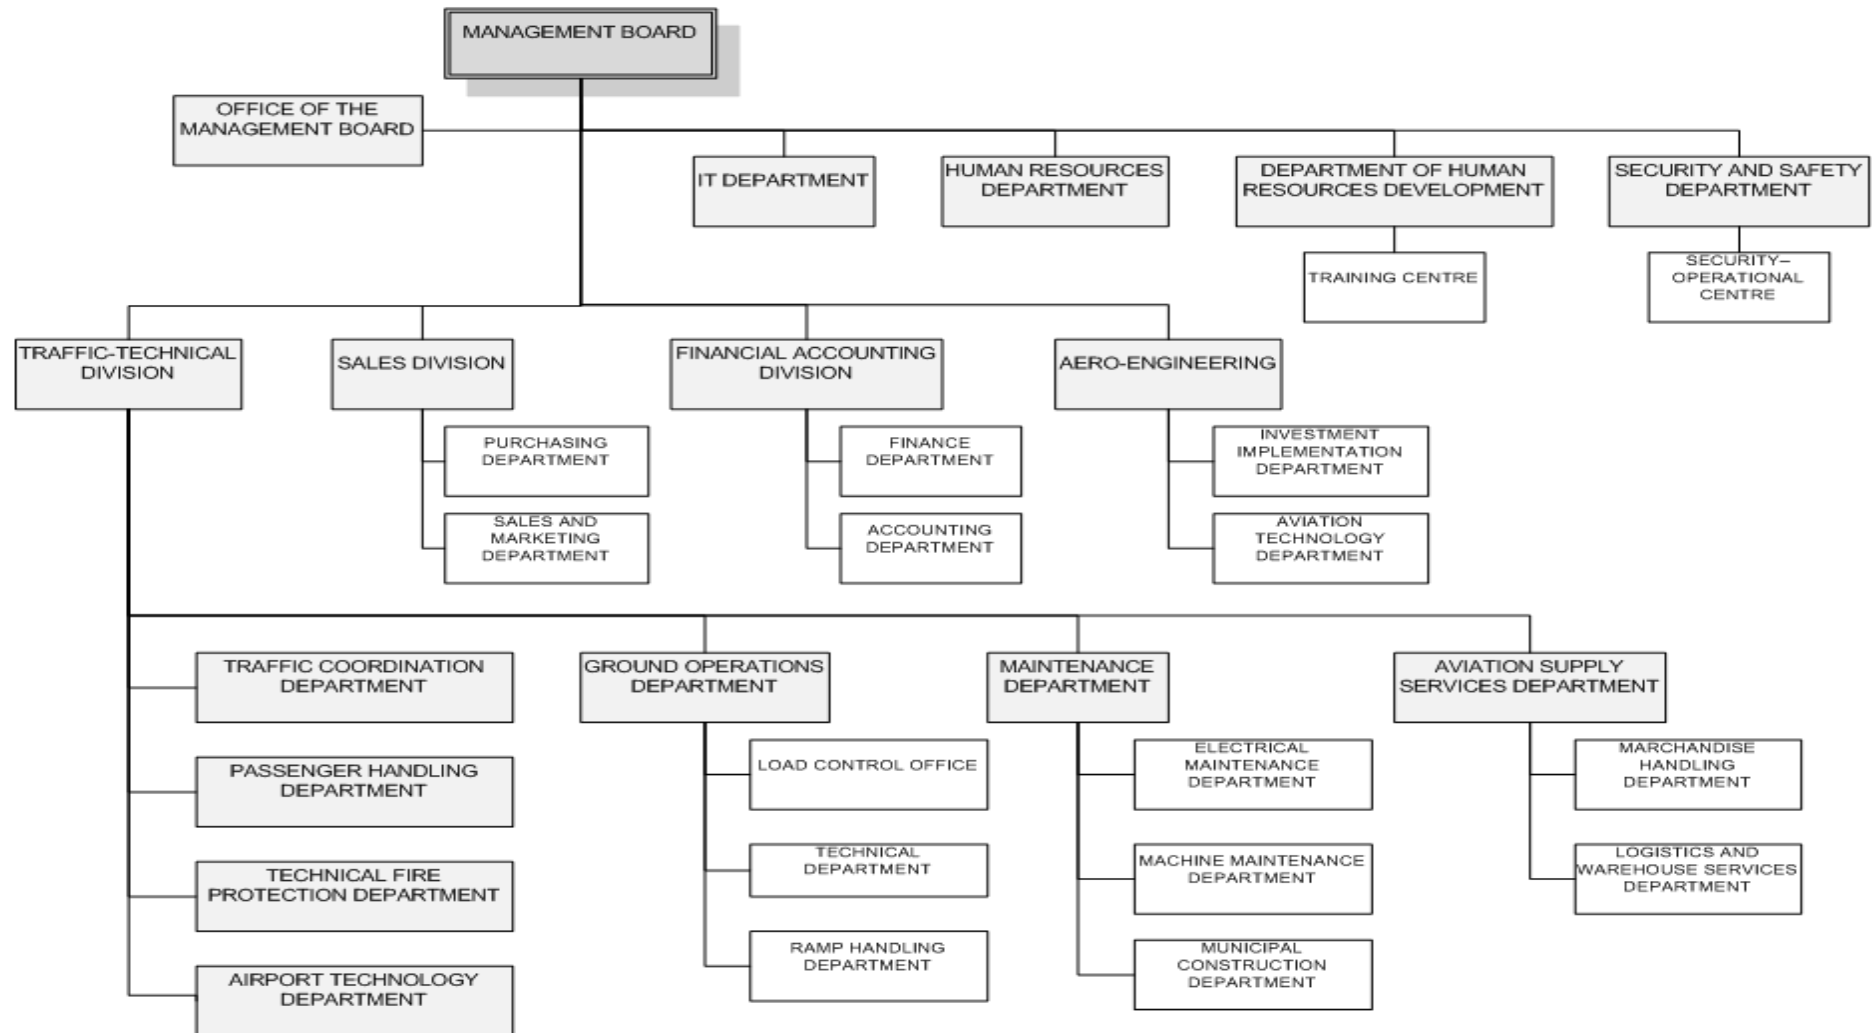 MANAGEMENT BOARD
OFFICE OF THE
MANAGEMENT BOARD
IT DEPARTMENT
HUMAN RESOURCES
DEPARTMENT
DEPARTMENT OF HUMAN
RESOURCES DEVELOPMENT
SECURITY AND SAFETY
DEPARTMENT
TRAINING CENTRE
SECURITY–
OPERATIONAL
CENTRE
TRAFFIC-TECHNICAL
DIVISION
SALES DIVISION
FINANCIAL ACCOUNTING
DIVISION
AERO-ENGINEERING
PURCHASING
DEPARTMENT
SALES AND
MARKETING
DEPARTMENT
FINANCE
DEPARTMENT
ACCOUNTING
DEPARTMENT
INVESTMENT
IMPLEMENTATION
DEPARTMENT
AVIATION
TECHNOLOGY
DEPARTMENT
TRAFFIC COORDINATION
DEPARTMENT
PASSENGER HANDLING
DEPARTMENT
TECHNICAL FIRE
PROTECTION DEPARTMENT
AIRPORT TECHNOLOGY
DEPARTMENT
GROUND OPERATIONS
DEPARTMENT
LOAD CONTROL OFFICE
TECHNICAL
DEPARTMENT
RAMP HANDLING
DEPARTMENT
MAINTENANCE
DEPARTMENT
ELECTRICAL
MAINTENANCE
DEPARTMENT
MACHINE MAINTENANCE
DEPARTMENT
MUNICIPAL
CONSTRUCTION
DEPARTMENT
AVIATION SUPPLY
SERVICES DEPARTMENT
MARCHANDISE
HANDLING
DEPARTMENT
LOGISTICS AND
WAREHOUSE SERVICES
DEPARTMENT